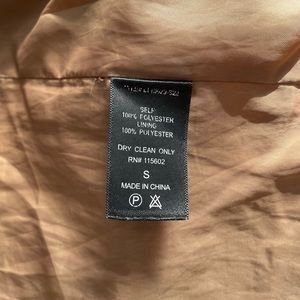 SELF:
100% POLYESTER
LINING
100% POLYESTER
DRY CLEAN ONLY
RN# 115602
S
MADE IN CHINA
P